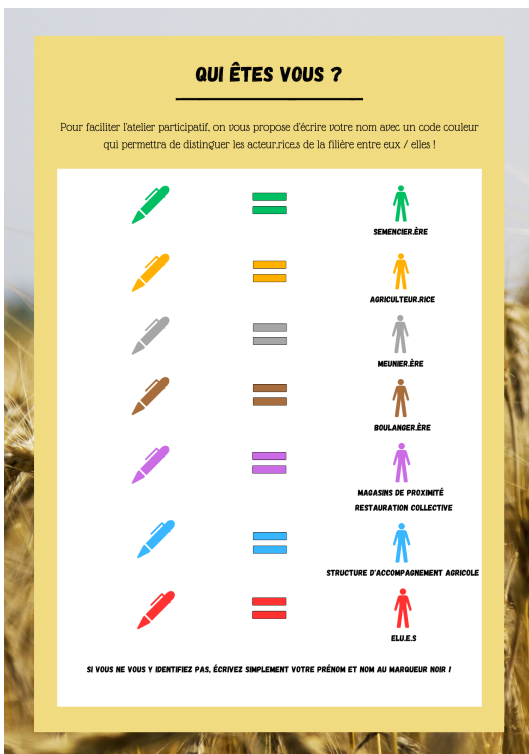 QUI ÊTES VOUS ?
Pour faciliter l'atelier participatif, on vous propose d'écrire votre nom avec un code couleur
qui permettra de distinguer les acteur.rice.s de la filière entre eux / elles !
SEMENCIER.ÈRE
AGRICULTEUR.RICE
MEUNIER.ÈRE
BOULANGER.ÈRE
MAGASINS DE PROXIMITÉ
RESTAURATION COLLECTIVE
STRUCTURE D'ACCOMPAGNEMENT AGRICOLE
ELU.E.S
SI VOUS NE VOUS Y IDENTIFIEZ PAS, ÉCRIVEZ SIMPLEMENT VOTRE PRÉNOM ET NOM AU MARQUEUR NOIR !